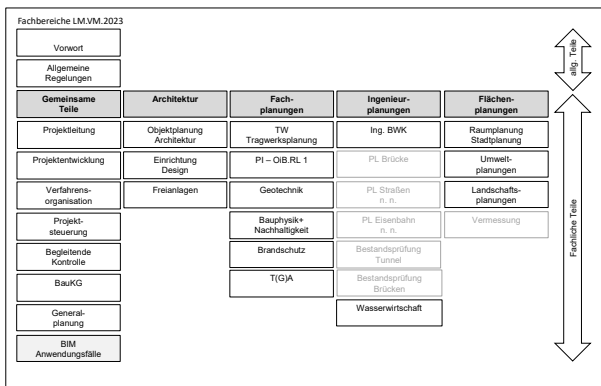 Fachbereiche LM.VM.2023
Vorwort
Allgemeine
Regelungen
allg. Teile
Gemeinsame
Teile
Projektleitung
Projektentwicklung
Verfahrens-
organisation
Projekt-
steuerung
Begleitende
Kontrolle
BauKG
General-
planung
BIM
Anwendungsfälle
Architektur
Objektplanung
Architektur
Einrichtung
Design
Freianlagen
Fach-
planungen
TW
Tragwerksplanung
PI – OiB.RL 1
Geotechnik
Bauphysik+
Nachhaltigkeit
Brandschutz
T(G)A
Ingenieur-
planungen
Ing. BWK
PL Brücke
PL Straßen
n. n.
PL Eisenbahn
n. n.
Bestandsprüfung
Tunnel
Bestandsprüfung
Brücken
Wasserwirtschaft
Flächen-
planungen
Raumplanung
Stadtplanung
Umwelt-
planungen
Landschafts-
planungen
Vermessung
Fachliche Teile